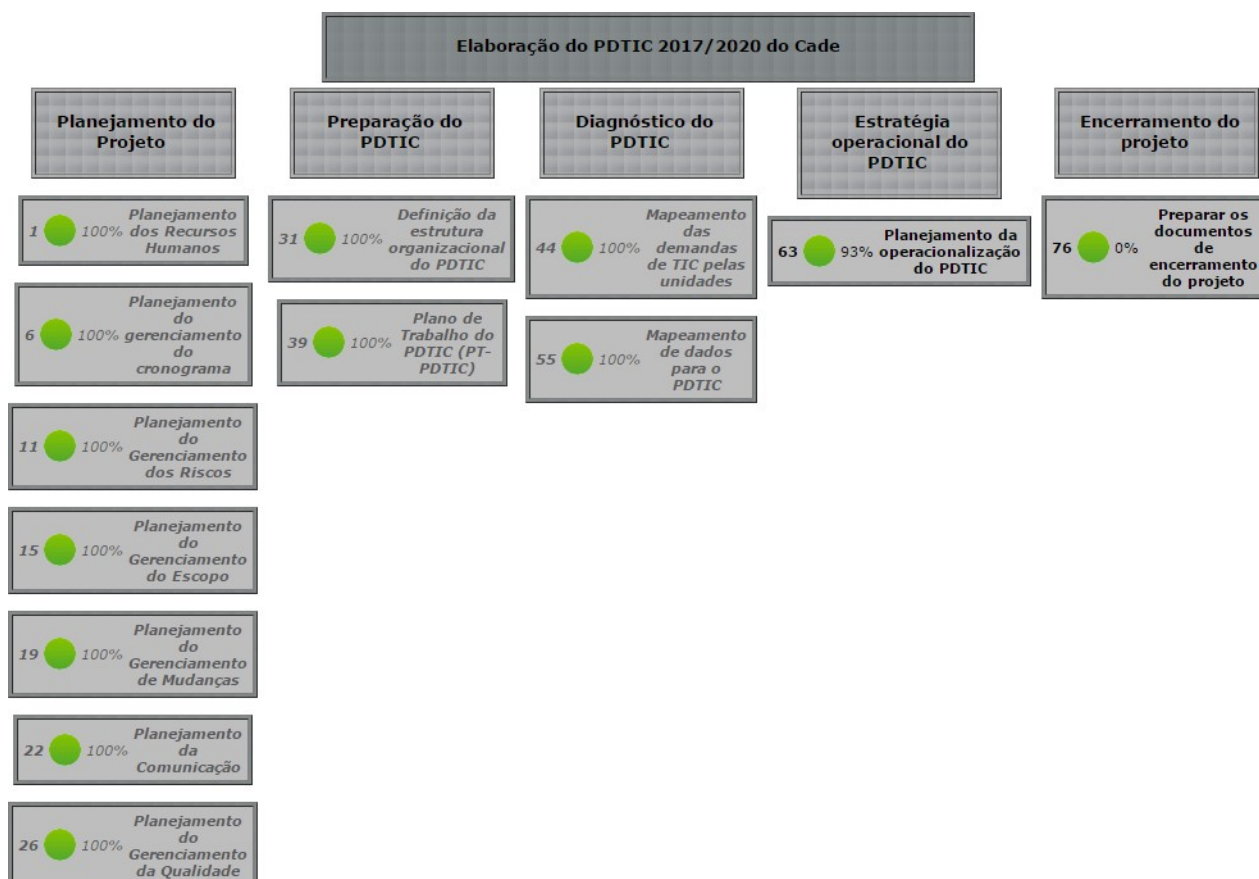 Elaboração do PDTIC 2017/2020 do Cade
Planejamento do
Projeto
1 100% Planejamento
dos Recursos
Humanos
6 100% Planejamento
do
gerenciamento
do
cronograma
11 100% Planejamento
do
Gerenciamento
dos Riscos
15 100% Planejamento
do
Gerenciamento
do Escopo
19 100% Planejamento
do
Gerenciamento
de Mudanças
22 100% Planejamento
da
Comunicação
26 100% Planejamento
do
Gerenciamento
da Qualidade
Preparação do
PDTIC
31 100% Definição da
estrutura
organizacional
do PDTIC
39 100% Plano de
Trabalho do
PDTIC (PT-
PDTIC)
Diagnóstico do
PDTIC
44 100% Mapeamento
das
demandas
de TIC pelas
unidades
55 100% Mapeamento
de dados
para o
PDTIC
Estratégia
operacional do
PDTIC
63 93% Planejamento da
operacionalização
do PDTIC
Encerramento do
projeto
76 0% Preparar os
documentos
de
encerramento
do projeto